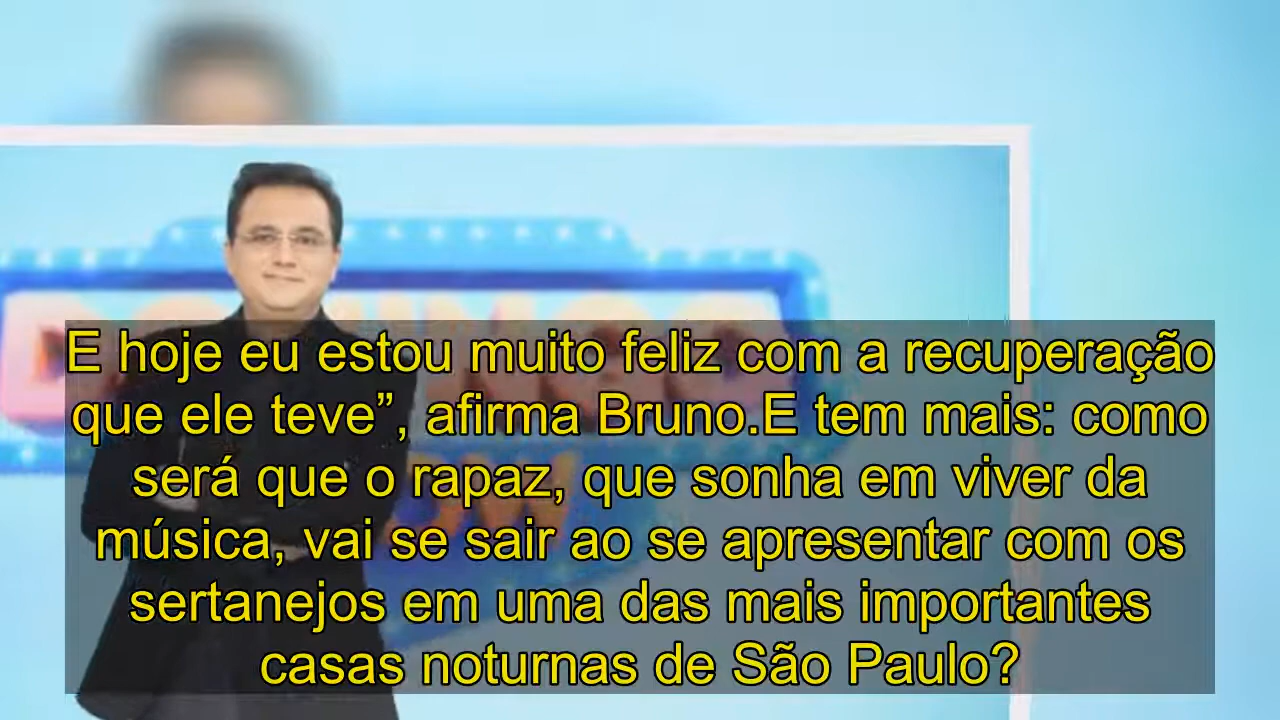 E hoje eu estou muito feliz com a recuperação
que ele teve”, afirma Bruno.E tem mais: como
será que o rapaz, que sonha em viver da
música, vai se sair ao se apresentar com os
sertanejos em uma das mais importantes
casas noturnas de São Paulo?